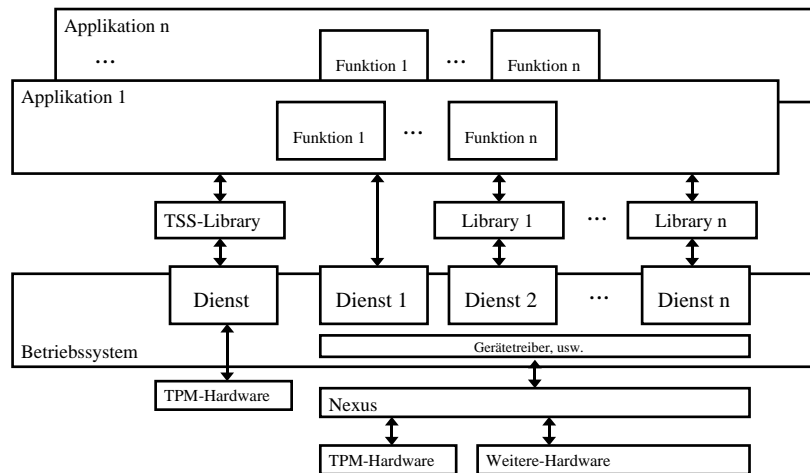 Applikation n
...
Funktion 1 ... Funktion n
Applikation 1
Funktion 1 ... Funktion n
TSS-Library Library 1 ... Library n
Dienst Dienst 1 Dienst 2 ... Dienst n
Betriebssystem Gerätetreiber, usw.
TPM-Hardware
Nexus
TPM-Hardware Weitere-Hardware